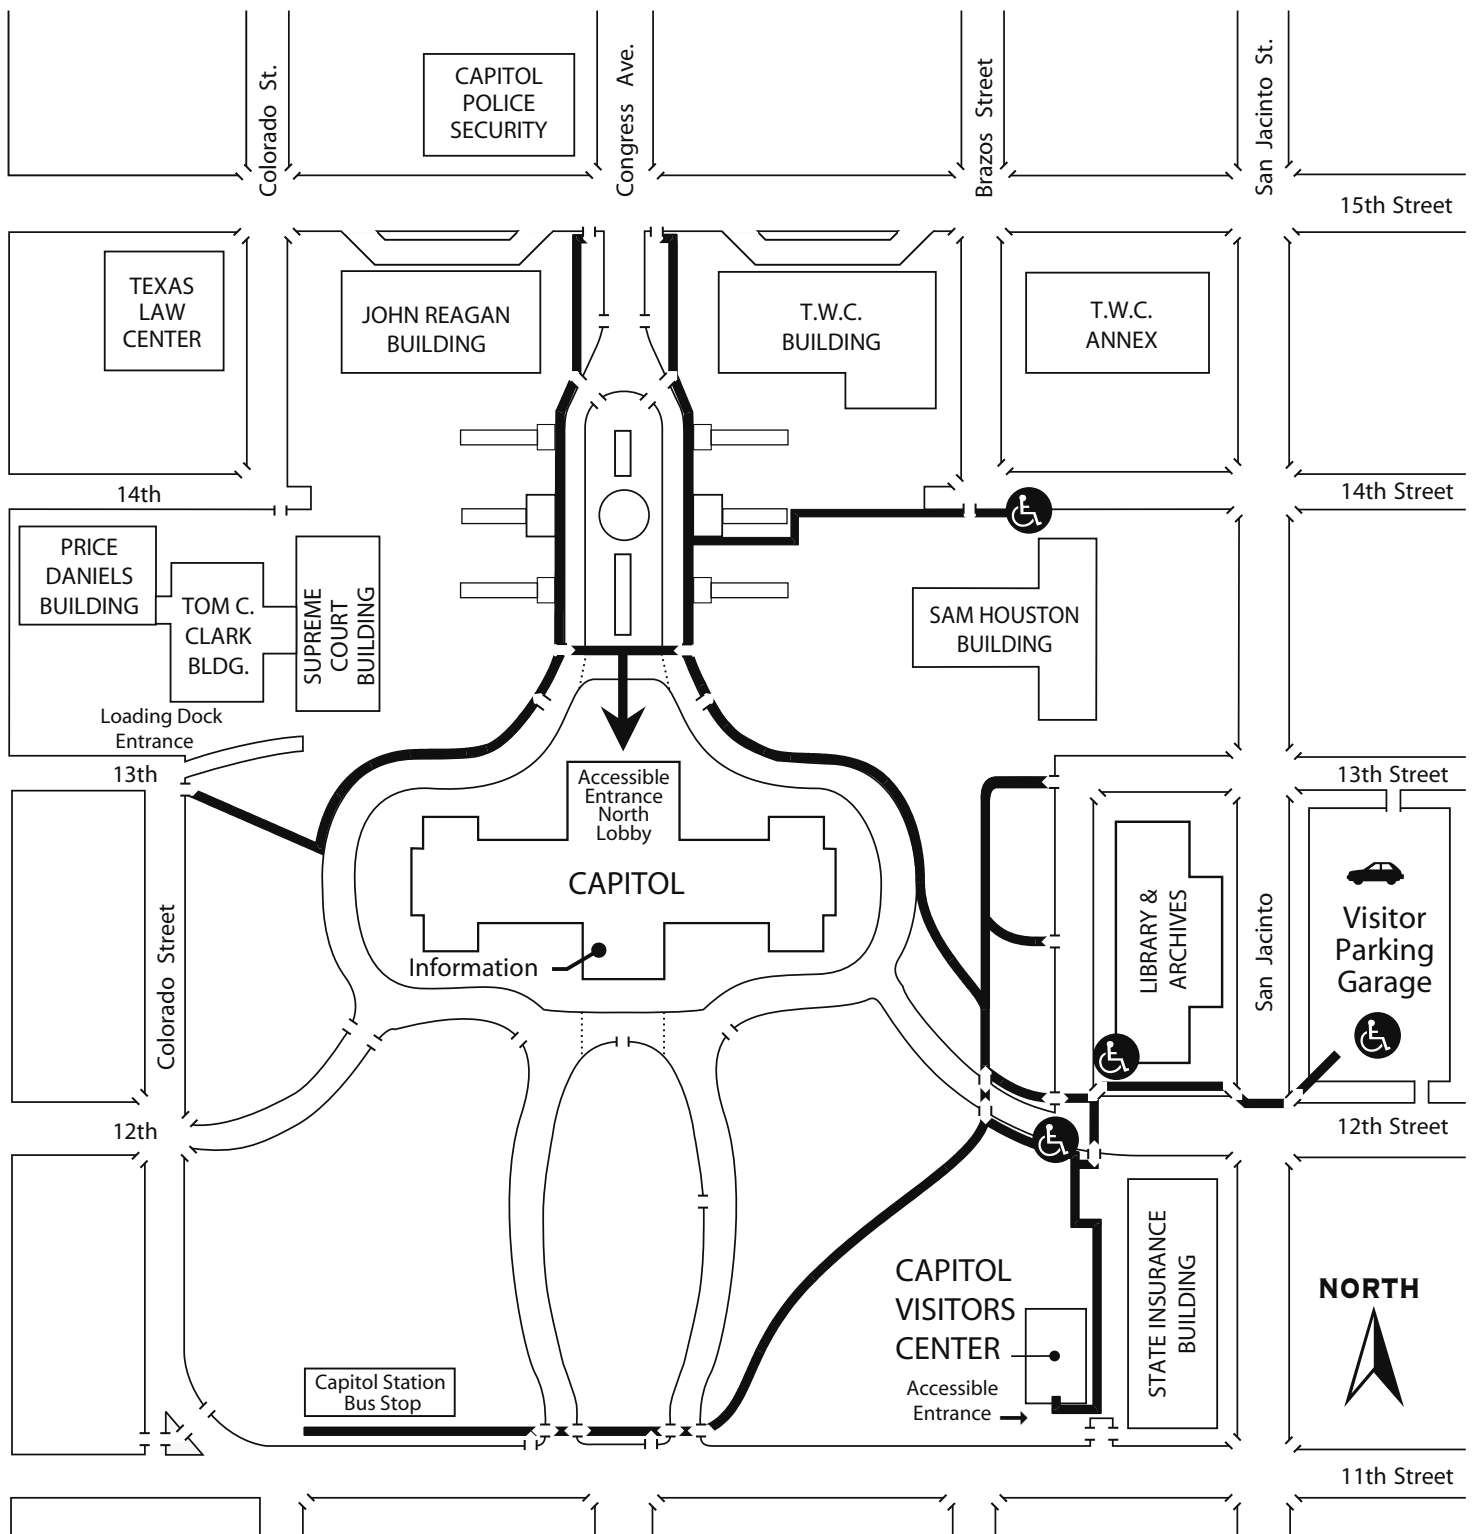 Colorado St.
CAPITOL
POLICE
SECURITY
Congress Ave.
Brazos Street
San Jacinto St.
15th Street
TEXAS
LAW
CENTER
JOHN REAGAN
BUILDING
T.W.C.
BUILDING
T.W.C.
ANNEX
14th
14th Street
PRICE
DANIELS
BUILDING
TOM C.
CLARK
BLDG.
SUPREME
COURT
BUILDING
SAM HOUSTON
BUILDING
Loading Dock
Entrance
13th
13th Street
Accessible
Entrance
North
Lobby
CAPITOL
Information
Colorado Street
LIBRARY &
ARCHIVES
San Jacinto
Visitor
Parking
Garage
12th
12th Street
CAPITOL
VISITORS
CENTER
Accessible
Entrance
STATE INSURANCE
BUILDING
NORTH
Capitol Station
Bus Stop
11th Street